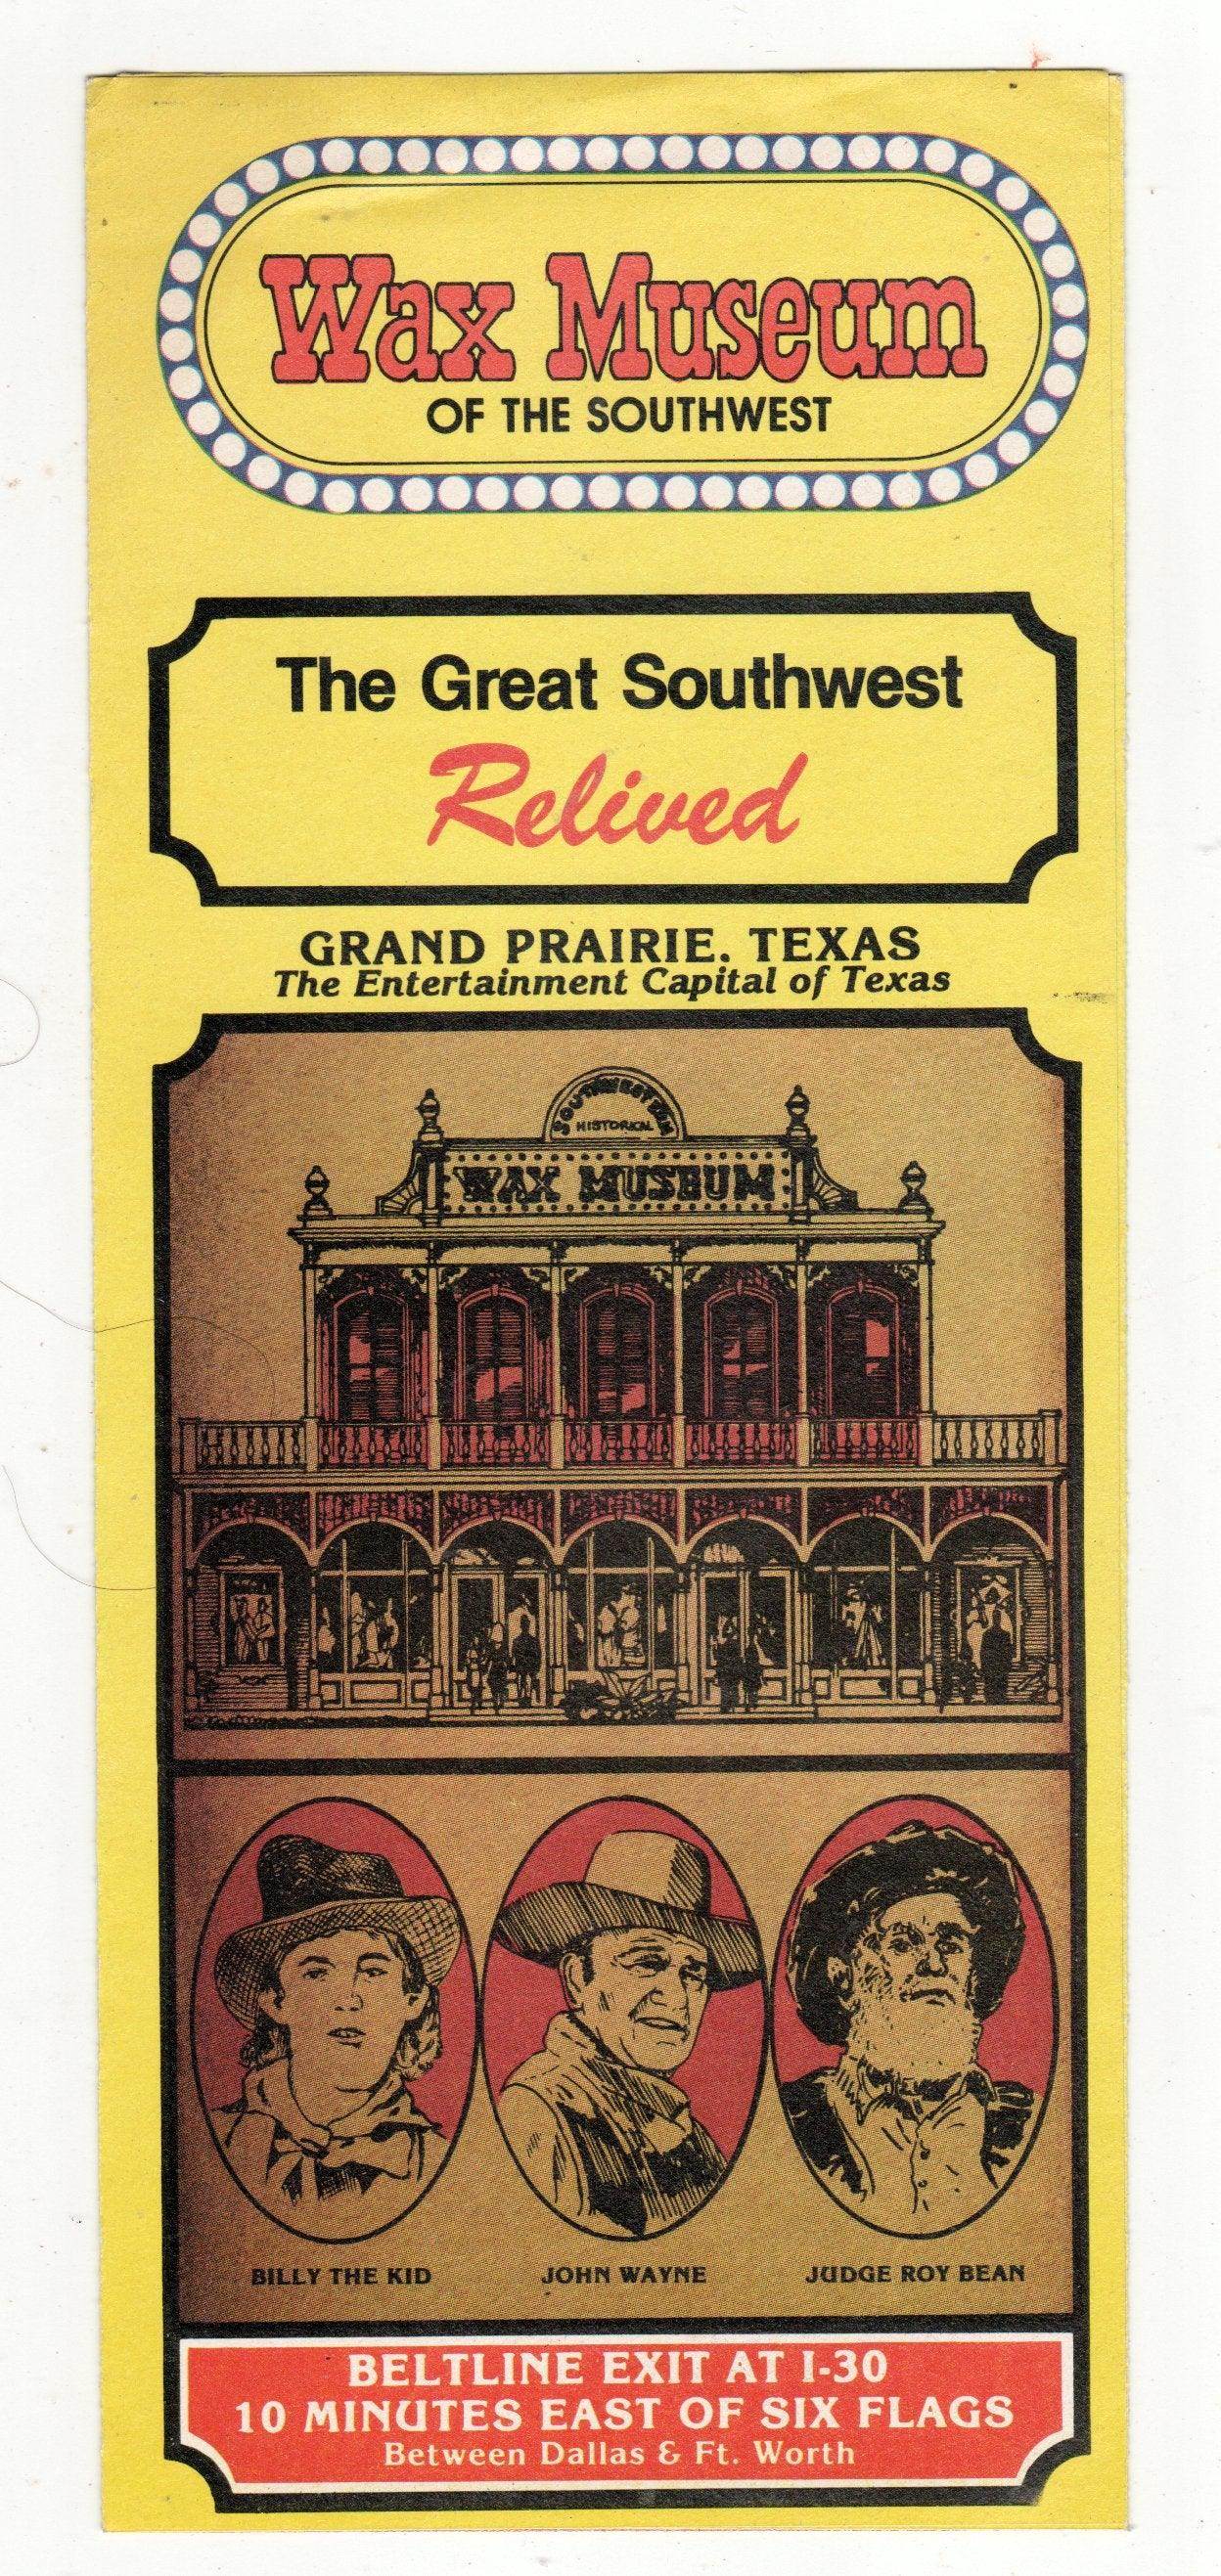 Wax Museum
OF THE SOUTHWEST
The Great Southwest
Relived
GRAND PRAIRIE. TEXAS
The Entertainment Capital of Texas
SOUTHWESTERN
HISTORICAL
WAX MUSEUM
BILLY THE KID
JOHN WAYNE
JUDGE ROY BEAN
BELTLINE EXIT AT I-30
10 MINUTES EAST OF SIX FLAGS
Between Dallas & Ft. Worth